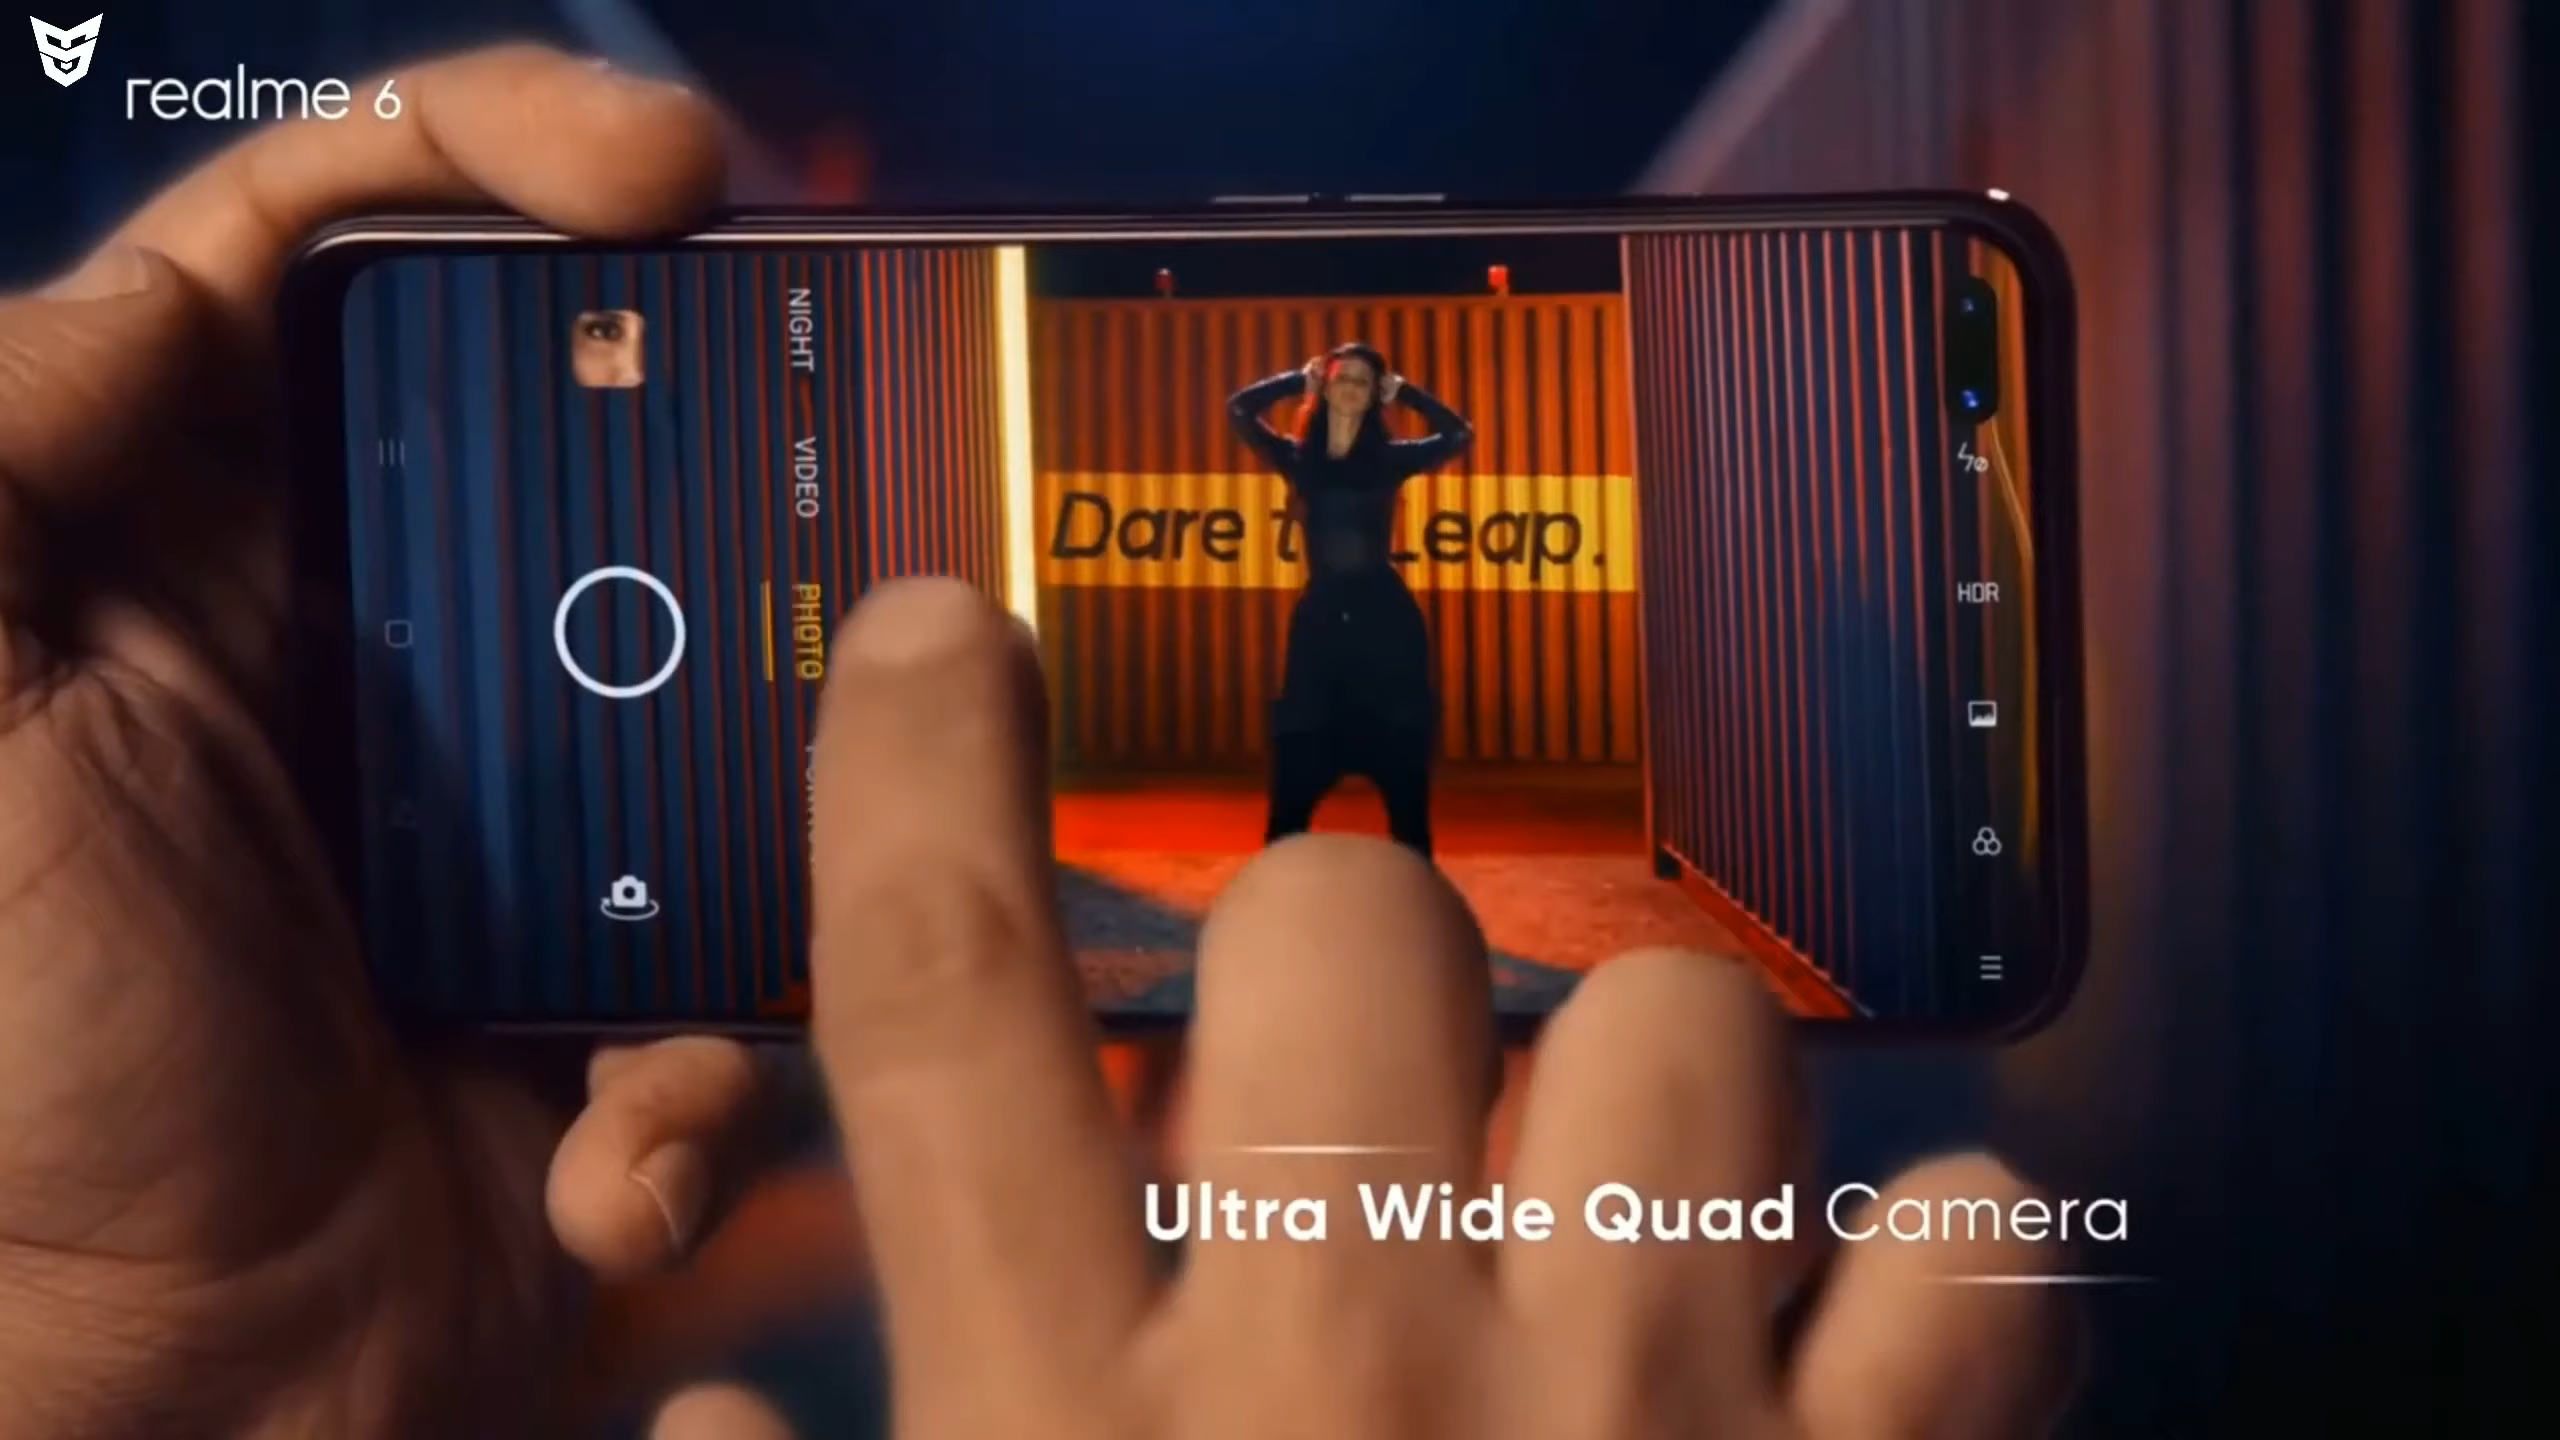 realme 6
NIGHT
VIDEO
PHOTO
Dare t Leap.
HDR
Ultra Wide Quad Camera